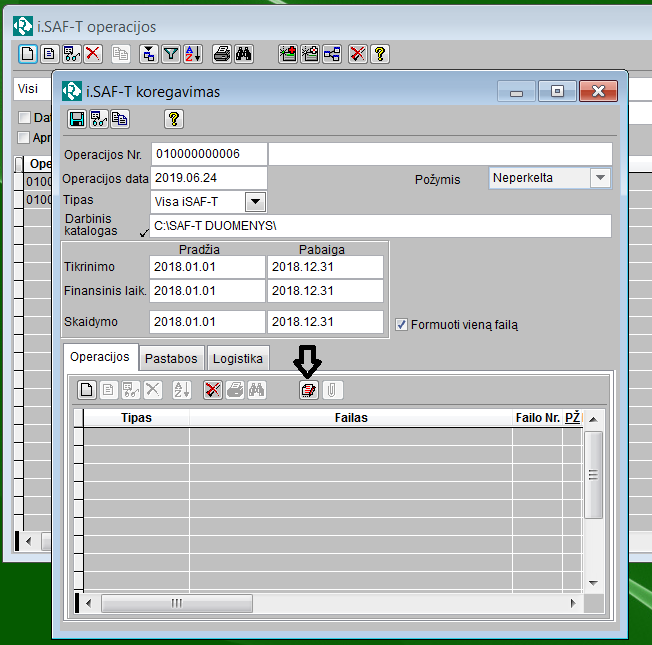 i.SAF-T operacijos
Visi
Dat
Apr
Ope
0100
0100
i.SAF-T koregavimas
Operacijos Nr. 010000000006
Operacijos data 2019.06.24 Požymis Neperkelta
Tipas Visa iSAF-T
Darbinis
katalogas C:\SAF-T DUOMENYS\
Pradžia Pabaiga
Tikrinimo 2018.01.01 2018.12.31
Finansinis laik. 2018.01.01 2018.12.31
Skaidymo 2018.01.01 2018.12.31
Formuoti vieną failą
Operacijos Pastabos Logistika
Tipas Failas Failo Nr. PŽ